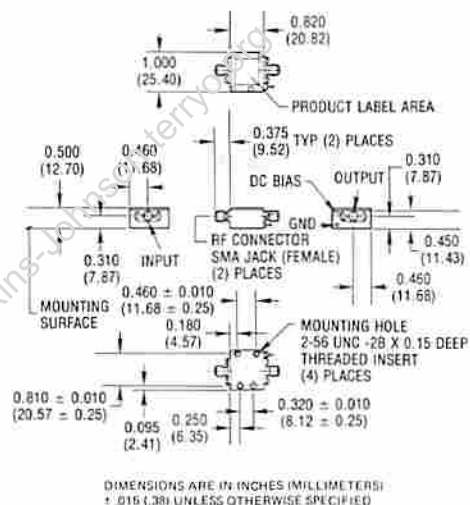 0.820
(20.82)
1.000
(25.40)
PRODUCT LABEL AREA
0.375
(9.52)
TYP (2) PLACES
0.500
(12.70)
0.460
(11.68)
DC BIAS
OUTPUT
0.310
(7.87)
GND
0.450
(11.43)
0.310
(7.87)
INPUT
RF CONNECTOR
SMA JACK (FEMALE)
(2) PLACES
0.460
(11.68)
MOUNTING
SURFACE
0.460 ± 0.010
(11.68 ± 0.25)
0.180
(4.57)
MOUNTING HOLE
2-56 UNC -28 X 0.15 DEEP
THREADED INSERT
(4) PLACES
0.810 ± 0.010
(20.57 ± 0.25)
0.095
(2.41)
0.250
(6.35)
0.320 ± 0.010
(8.12 ± 0.25)
DIMENSIONS ARE IN INCHES (MILLIMETERS)
± .015 (.38) UNLESS OTHERWISE SPECIFIED